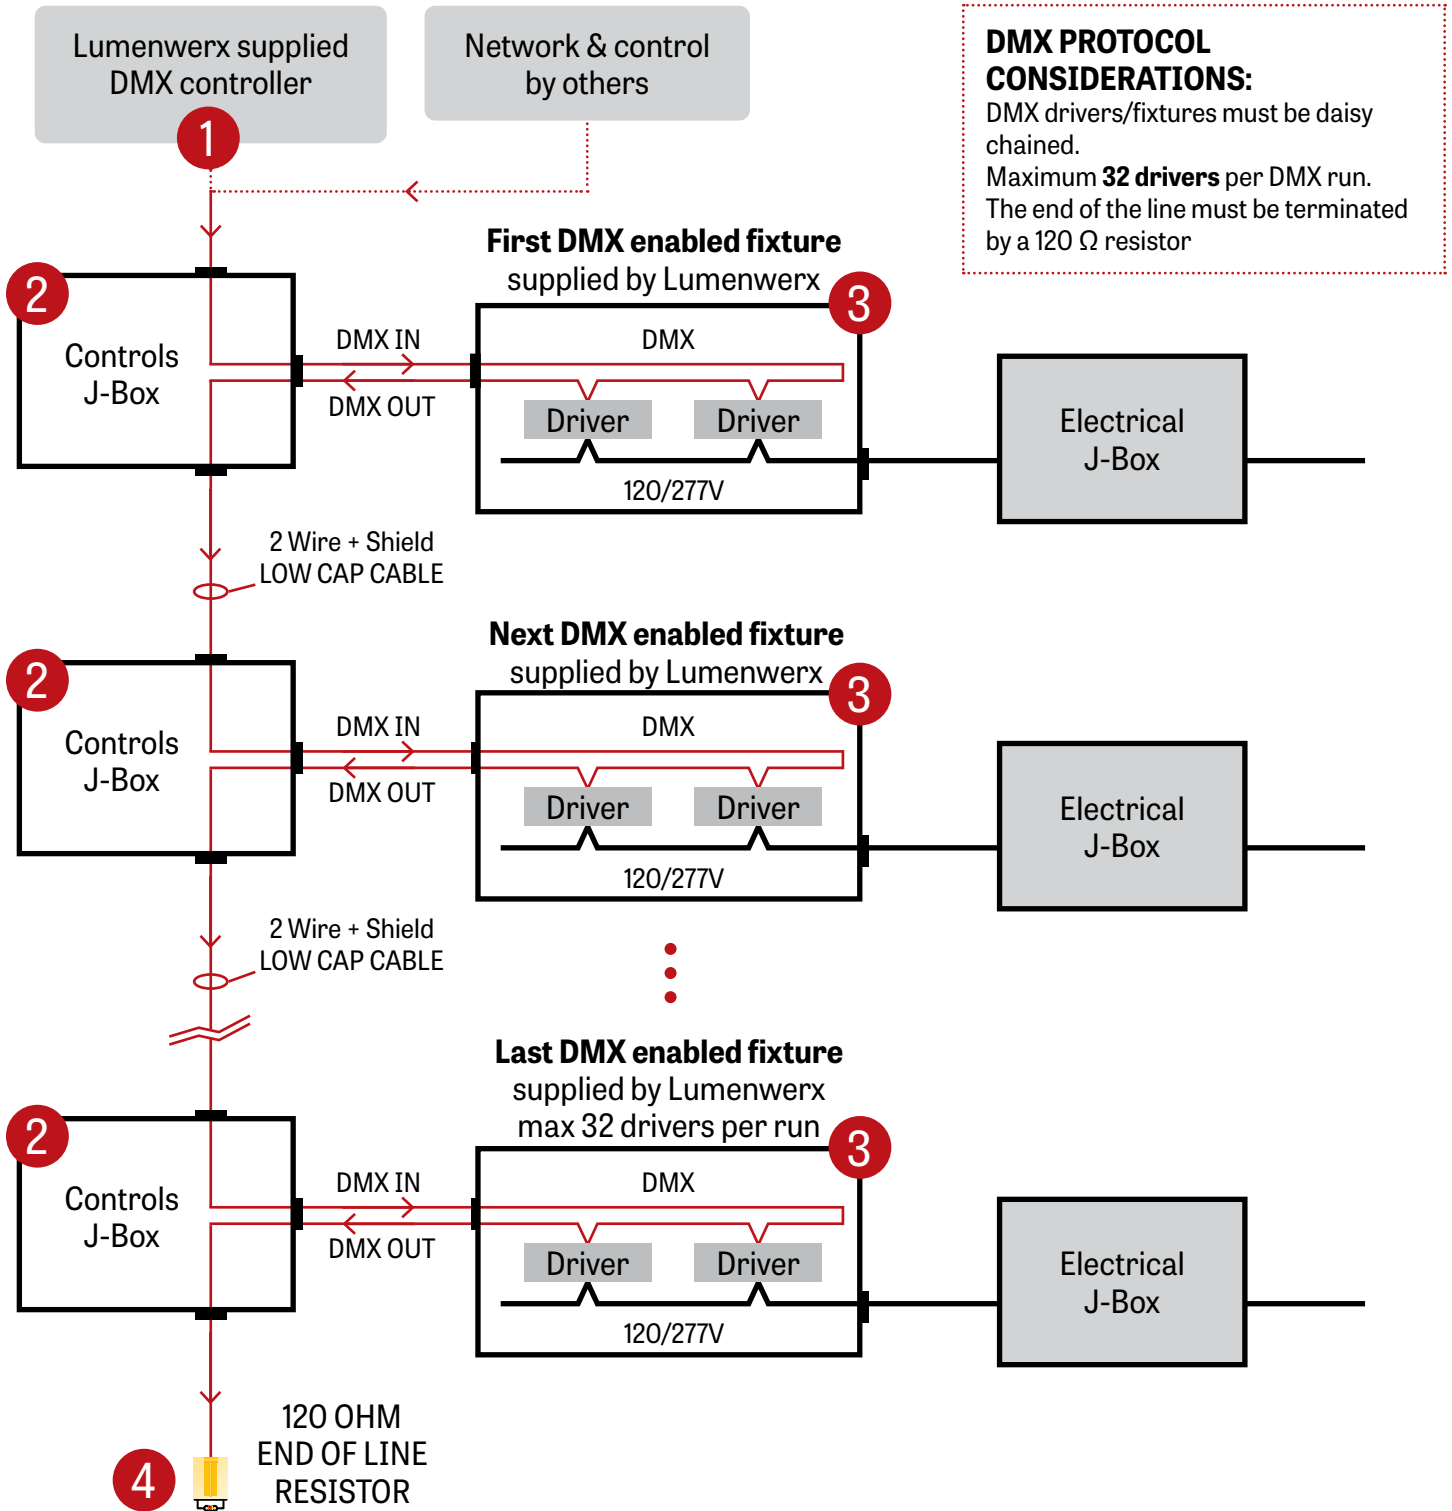 Lumenwerx supplied
DMX controller
1
Network & control
by others
DMX PROTOCOL
CONSIDERATIONS:
DMX drivers/fixtures must be daisy
chained.
Maximum 32 drivers per DMX run.
The end of the line must be terminated
by a 120 Ω resistor
2
Controls
J-Box
DMX IN
DMX OUT
First DMX enabled fixture
supplied by Lumenwerx
3
DMX
Driver
Driver
120/277V
Electrical
J-Box
2 Wire + Shield
LOW CAP CABLE
2
Controls
J-Box
DMX IN
DMX OUT
Next DMX enabled fixture
supplied by Lumenwerx
3
DMX
Driver
Driver
120/277V
Electrical
J-Box
2 Wire + Shield
LOW CAP CABLE
2
Controls
J-Box
DMX IN
DMX OUT
Last DMX enabled fixture
supplied by Lumenwerx
max 32 drivers per run
3
DMX
Driver
Driver
120/277V
Electrical
J-Box
4
120 OHM
END OF LINE
RESISTOR